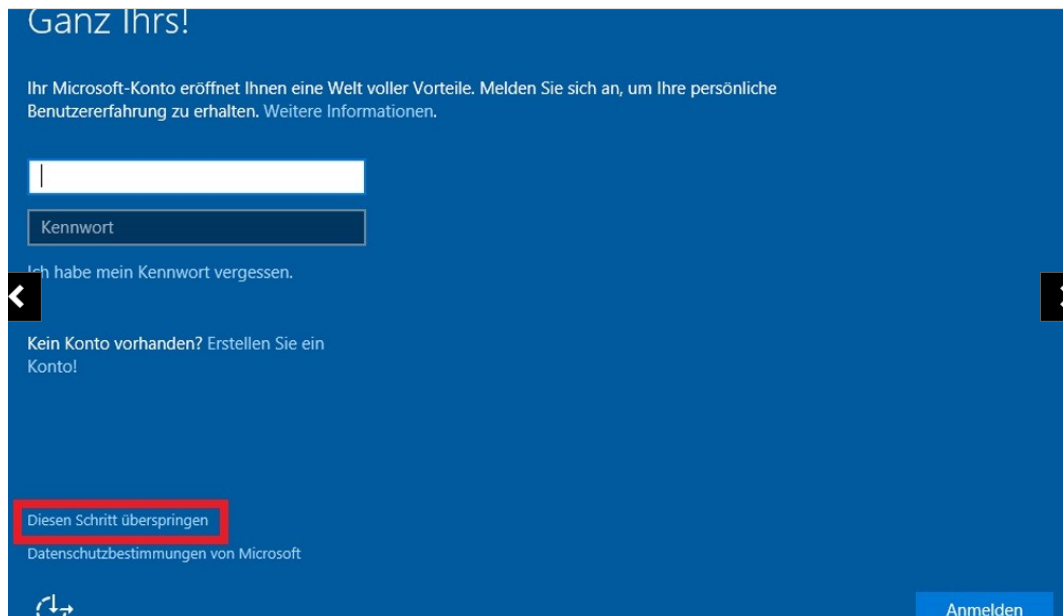 Ganz Ihrs!
Ihr Microsoft-Konto eröffnet Ihnen eine Welt voller Vorteile. Melden Sie sich an, um Ihre persönliche
Benutzererfahrung zu erhalten. Weitere Informationen.
Kennwort
Ich habe mein Kennwort vergessen.
Kein Konto vorhanden? Erstellen Sie ein
Konto!
Diesen Schritt überspringen
Datenschutzbestimmungen von Microsoft
Anmelden